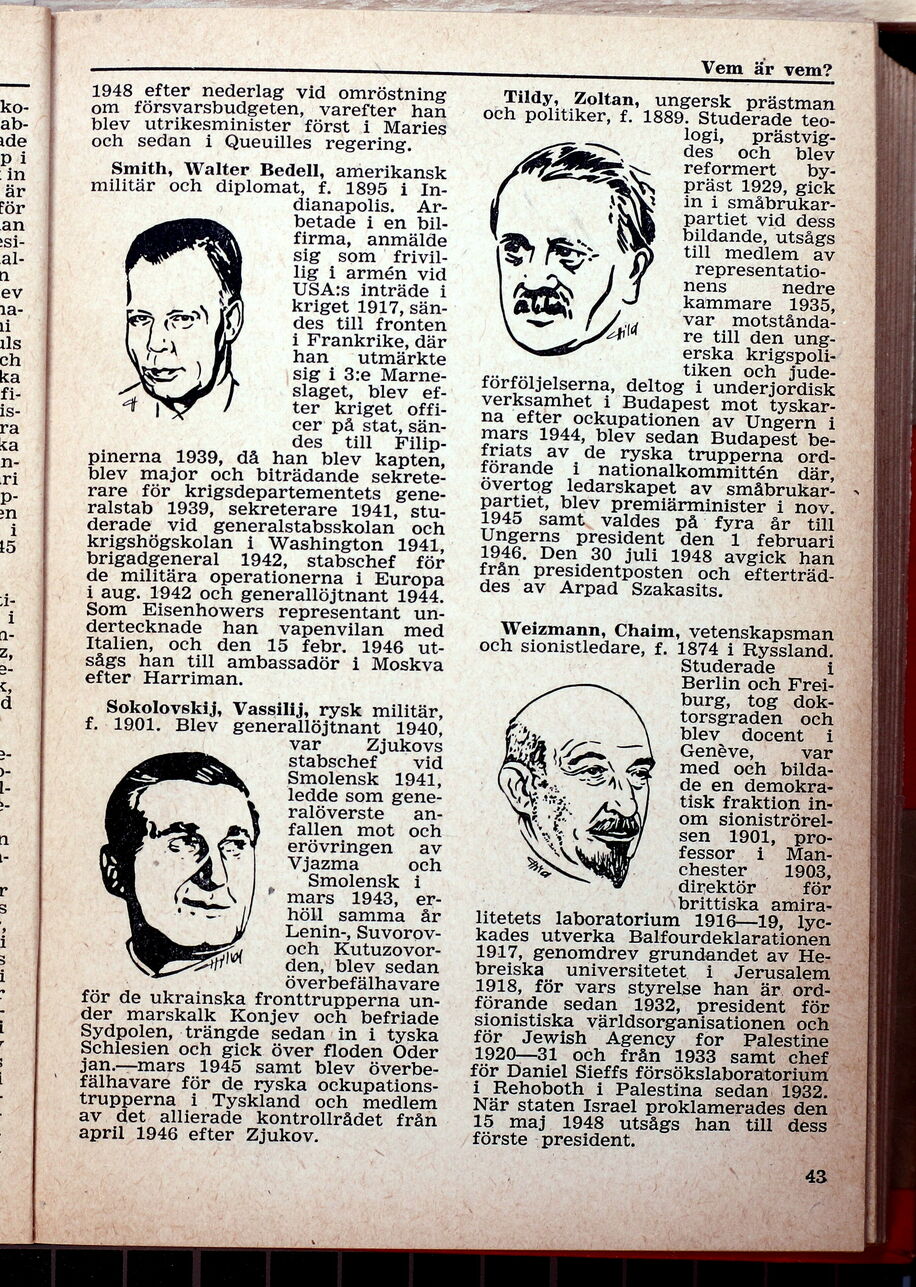 Vem är vem?
1948 efter nederlag vid omröstning
om försvarsbudgeten, varefter han
blev utrikesminister först i Maries
och sedan i Queuilles regering.
Smith, Walter Bedell, amerikansk
militär och diplomat, f. 1895 i In-
dianapolis. Ar-
betade i en bil-
firma, anmälde
sig som frivil-
lig i armén vid
USA:s inträde i
kriget 1917, sän-
des till fronten
i Frankrike, där
han utmärkte
sig i 3:e Marne-
slaget, blev ef-
ter kriget offi-
cer på stat, sän-
des till Filip-
pinerna 1939, då han blev kapten,
blev major och biträdande sekrete-
rare för krigsdepartementets gene-
ralstab 1939, sekreterare 1941, stu-
derade vid generalstabsskolan och
krigshögskolan i Washington 1941,
brigadgeneral 1942, stabschef för
de militära operationerna i Europa
i aug. 1942 och generallöjtnant 1944.
Som Eisenhowers representant un-
dertecknade han vapenvilan med
Italien, och den 15 febr. 1946 ut-
sågs han till ambassadör i Moskva
efter Harriman.
Sokolovskij, Vassilij, rysk militär,
f. 1901. Blev generallöjtnant 1940,
var Zjukovs
stabschef vid
Smolensk 1941,
ledde som gene-
ralöverste an-
fallen mot och
erövringen av
Vjazma och
Smolensk i
mars 1943, er-
höll samma år
Lenin-, Suvorov-
och Kutuzovor-
den, blev sedan
överbefälhavare
för de ukrainska fronttrupperna un-
der marskalk Konjev och befriade
Sydpolen, trängde sedan in i tyska
Schlesien och gick över floden Oder
jan.—mars 1945 samt blev överbe-
fälhavare för de ryska ockupations-
trupperna i Tyskland och medlem
av det allierade kontrollrådet från
april 1946 efter Zjukov.
Tildy, Zoltan, ungersk prästman
och politiker, f. 1889. Studerade teo-
logi, prästvig-
des och blev
reformert by-
präst 1929, gick
in i småbrukar-
partiet vid dess
bildande, utsågs
till medlem av
representatio-
nens nedre
kammare 1935,
var motstånda-
re till den ung-
erska krigspoli-
tiken och jude-
förföljelserna, deltog i underjordisk
verksamhet i Budapest mot tyskar-
na efter ockupationen av Ungern i
mars 1944, blev sedan Budapest be-
friats av de ryska trupperna ord-
förande i nationalkommittén där,
övertog ledarskapet av småbrukar-
partiet, blev premiärminister i nov.
1945 samt valdes på fyra år till
Ungerns president den 1 februari
1946. Den 30 juli 1948 avgick han
från presidentposten och efterträd-
des av Arpad Szakasits.
Weizmann, Chaim, vetenskapsman
och sionistledare, f. 1874 i Ryssland.
Studerade i
Berlin och Frei-
burg, tog dok-
torsgraden och
blev docent i
Genève, var
med och bilda-
de en demokra-
tisk fraktion in-
om sioniströrel-
sen 1901, pro-
fessor i Man-
chester 1903,
direktör för
brittiska amira-
litetets laboratorium 1916—19, lyc-
kades utverka Balfourdeklarationen
1917, genomdrev grundandet av He-
breiska universitetet i Jerusalem
1918, för vars styrelse han är ord-
förande sedan 1932, president för
sionistiska världsorganisationen och
för Jewish Agency for Palestine
1920—31 och från 1933 samt chef
för Daniel Sieffs försökslaboratorium
i Rehoboth i Palestina sedan 1932.
När staten Israel proklamerades den
15 maj 1948 utsågs han till dess
förste president.
43